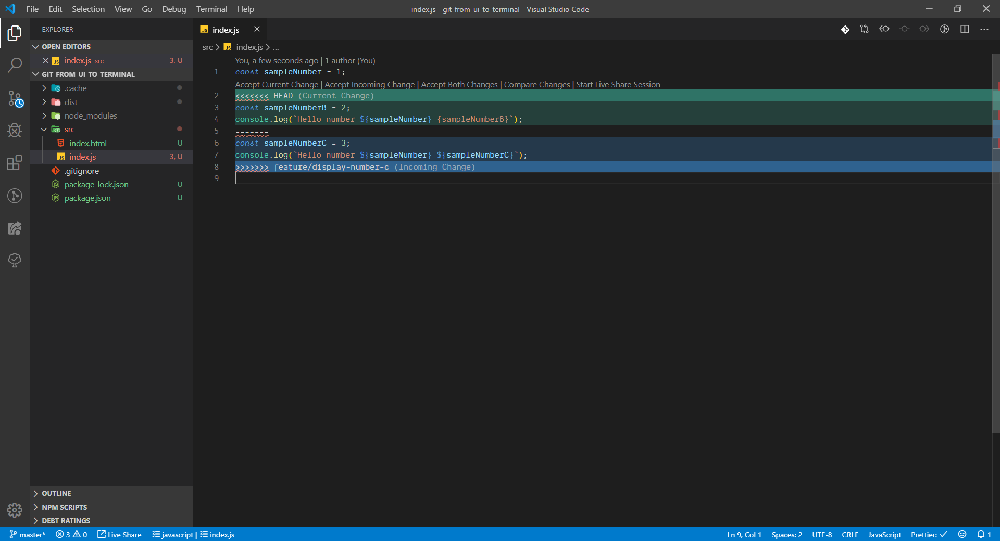 File Edit Selection View Go Debug Terminal Help
index.js - git-from-ui-to-terminal - Visual Studio Code
EXPLORER
OPEN EDITORS
index.js src 3, U
GIT-FROM-UI-TO-TERMINAL
.cache
dist
node_modules
src
index.html U
index.js 3, U
.gitignore
package-lock.json U
package.json U
OUTLINE
NPM SCRIPTS
DEBT RATINGS
index.js
src > index.js > ...
You, a few seconds ago | 1 author (You)
1 const sampleNumber = 1;
Accept Current Change | Accept Incoming Change | Accept Both Changes | Compare Changes | Start Live Share Session
2 <<<<<<< HEAD (Current Change)
3 const sampleNumberB = 2;
4 console.log(`Hello number ${sampleNumber} {sampleNumberB}`);
5 =======
6 const sampleNumberC = 3;
7 console.log(`Hello number ${sampleNumber} ${sampleNumberC}`);
8 >>>>>>> feature/display-number-c (Incoming Change)
9
master* 3 0 Live Share javascript | index.js
Ln 9, Col 1 Spaces: 2 UTF-8 CRLF JavaScript Prettier: ✓ 1